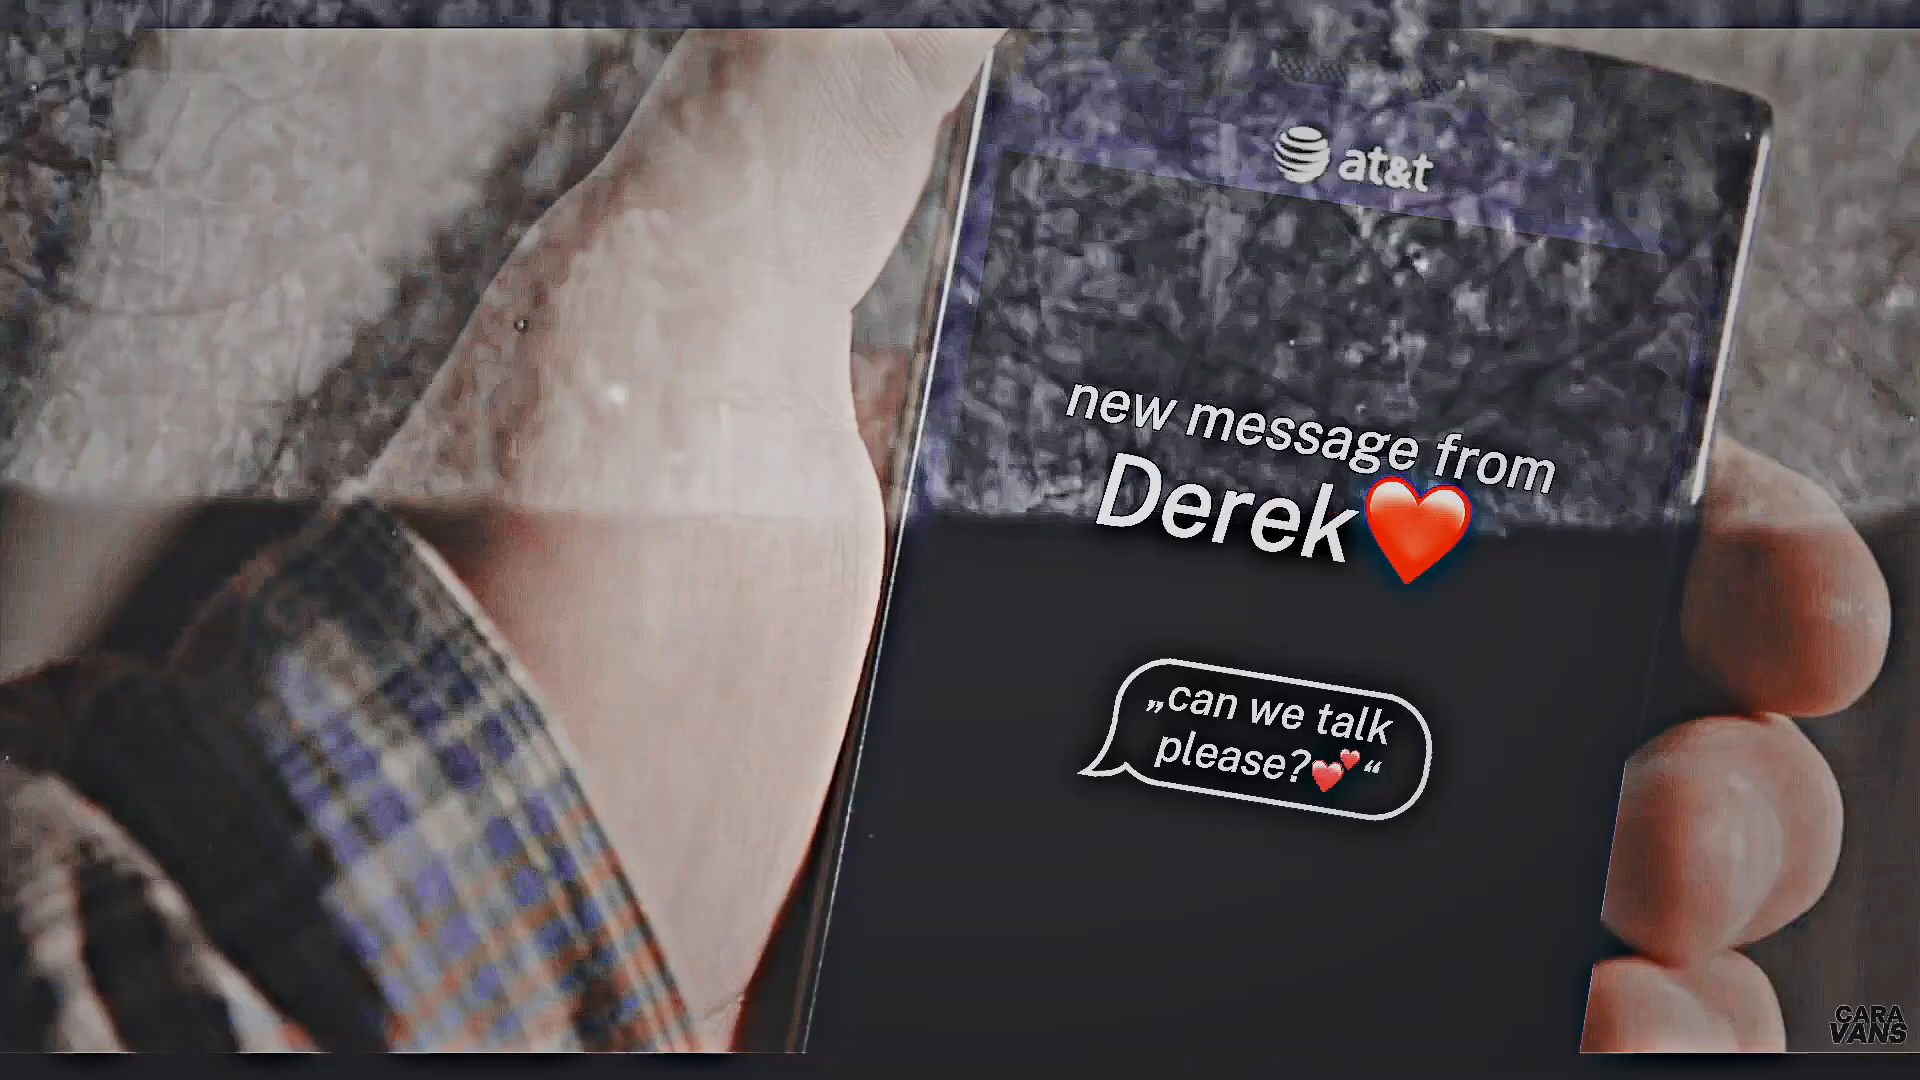 at&t
new message from
Derek❤️
„can we talk
please?💕“
CARA
VANS